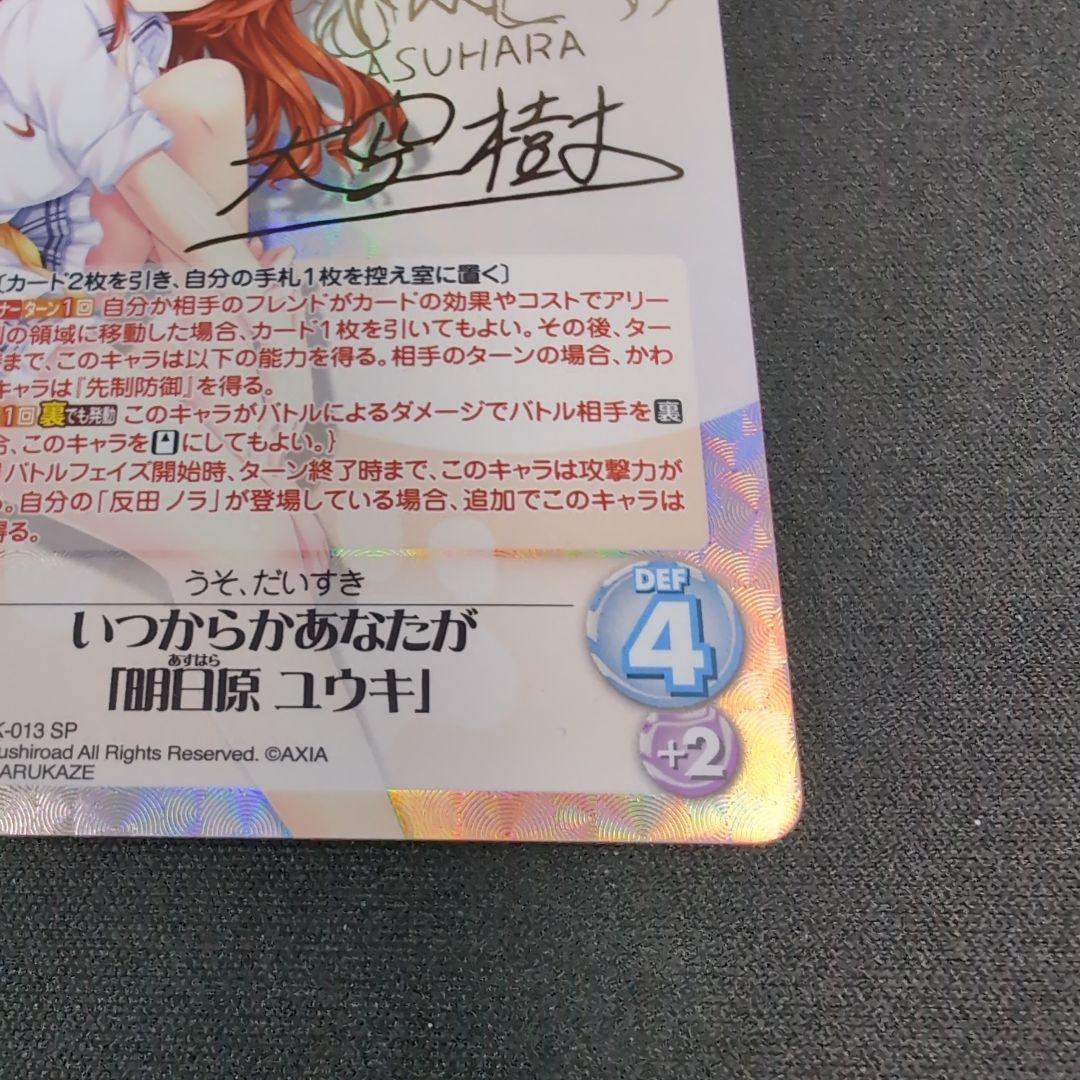 ASUHARA
大空樹
〔カード2枚を引き、自分の手札1枚を控え室に置く〕
ターン1回 自分か相手のフレンドがカードの効果やコストでアリー
の領域に移動した場合、カード1枚を引いてもよい。その後、ター
まで、このキャラは以下の能力を得る。相手のターンの場合、かわ
キャラは『先制防御』を得る。
1回 裏でも発動 このキャラがバトルによるダメージでバトル相手を裏
、このキャラを にしてもよい。}
バトルフェイズ開始時、ターン終了時まで、このキャラは攻撃力が
。自分の「反田ノラ」が登場している場合、追加でこのキャラは
得る。
うそ、だいすき
いつからかあなたが
あすはら
「明日原 ユウキ」
DEF
4
+2
-013 SP
ushiroad All Rights Reserved. ©AXIA
ARUKAZE